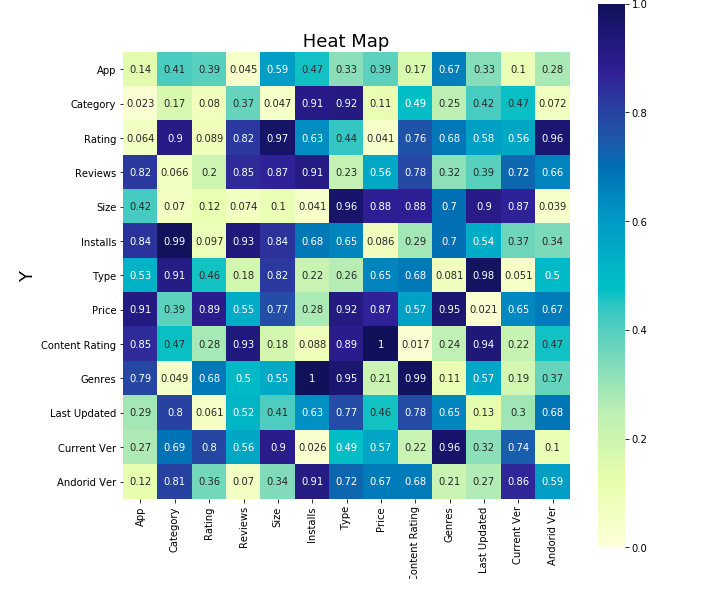 Heat Map
Y
App 0.14 0.41 0.39 0.045 0.59 0.47 0.33 0.39 0.17 0.67 0.33 0.1 0.28
Category 0.023 0.17 0.08 0.37 0.047 0.91 0.92 0.11 0.49 0.25 0.42 0.47 0.072
Rating 0.064 0.9 0.089 0.82 0.97 0.63 0.44 0.041 0.76 0.68 0.58 0.56 0.96
Reviews 0.82 0.066 0.2 0.85 0.87 0.91 0.23 0.56 0.78 0.32 0.39 0.72 0.66
Size 0.42 0.07 0.12 0.074 0.1 0.041 0.96 0.88 0.88 0.7 0.9 0.87 0.039
Installs 0.84 0.99 0.097 0.93 0.84 0.68 0.65 0.086 0.29 0.7 0.54 0.37 0.34
Type 0.53 0.91 0.46 0.18 0.82 0.22 0.26 0.65 0.68 0.081 0.98 0.051 0.5
Price 0.91 0.39 0.89 0.55 0.77 0.28 0.92 0.87 0.57 0.95 0.021 0.65 0.67
Content Rating 0.85 0.47 0.28 0.93 0.18 0.088 0.89 1 0.017 0.24 0.94 0.22 0.47
Genres 0.79 0.049 0.68 0.5 0.55 1 0.95 0.21 0.99 0.11 0.57 0.19 0.37
Last Updated 0.29 0.8 0.061 0.52 0.41 0.63 0.77 0.46 0.78 0.65 0.13 0.3 0.68
Current Ver 0.27 0.69 0.8 0.56 0.9 0.026 0.49 0.57 0.22 0.96 0.32 0.74 0.1
Andorid Ver 0.12 0.81 0.36 0.07 0.34 0.91 0.72 0.67 0.68 0.21 0.27 0.86 0.59
App Category Rating Reviews Size Installs Type Price Content Rating Genres Last Updated Current Ver Andorid Ver
1.0
0.8
0.6
0.4
0.2
0.0